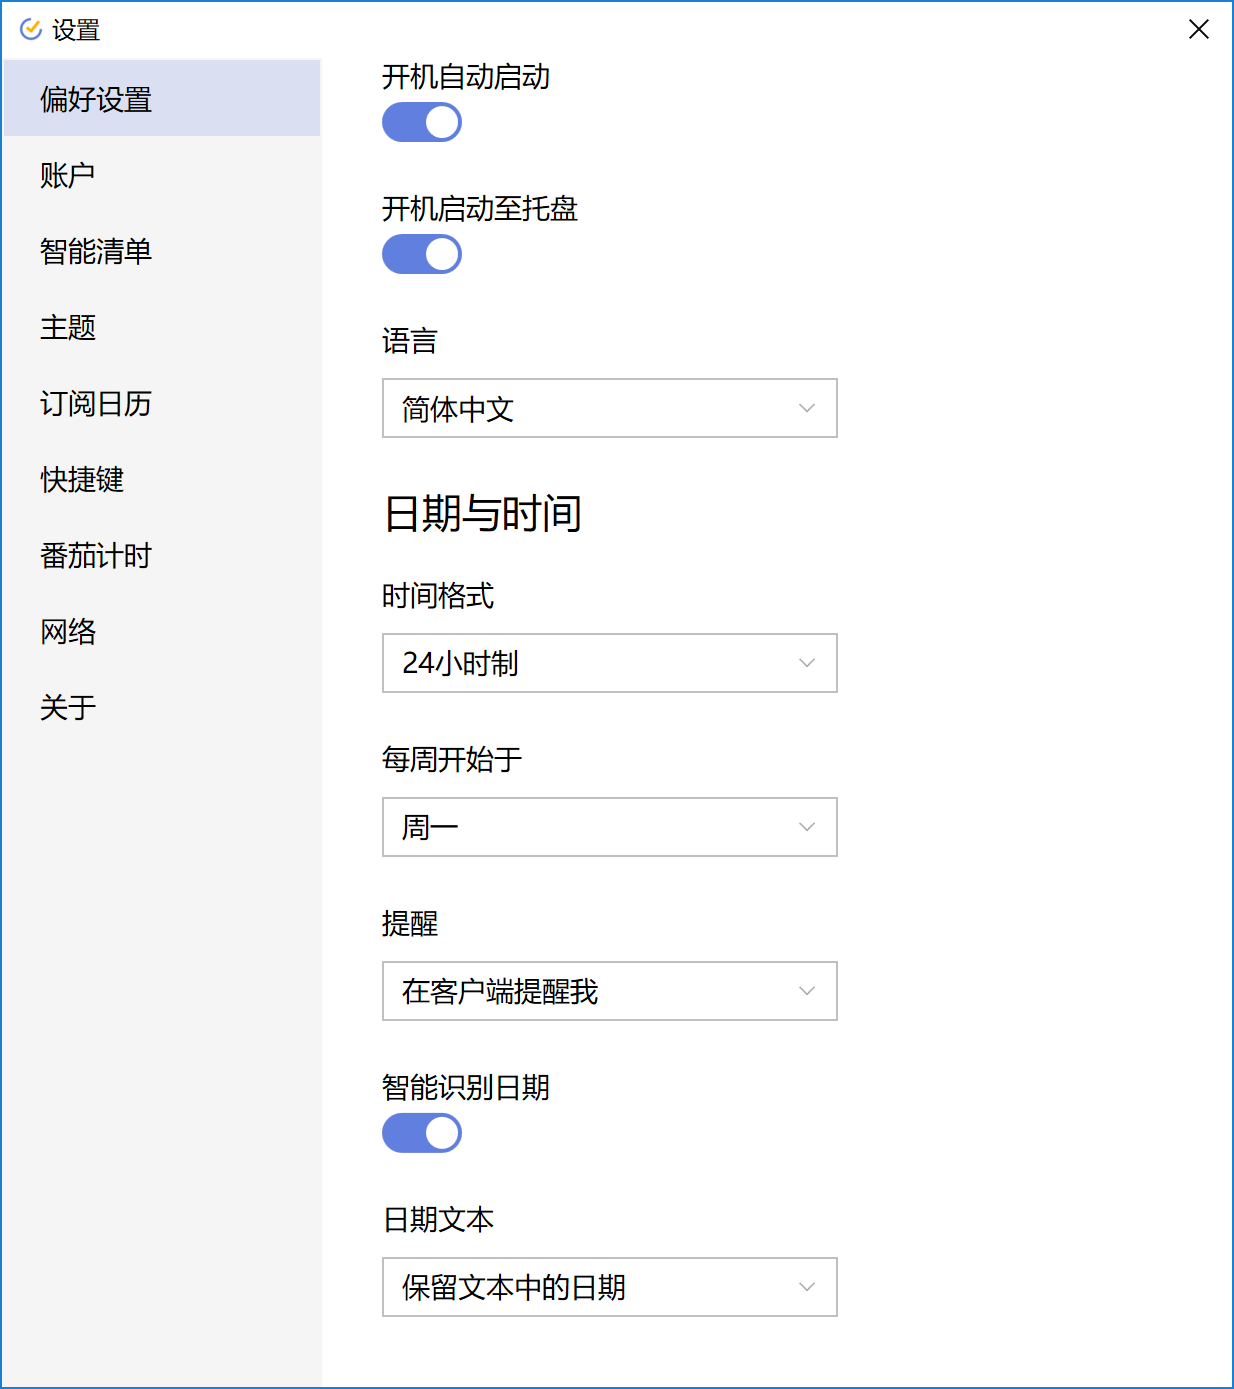 设置
偏好设置
账户
智能清单
主题
订阅日历
快捷键
番茄计时
网络
关于
开机自动启动
开机启动至托盘
语言
简体中文
日期与时间
时间格式
24小时制
每周开始于
周一
提醒
在客户端提醒我
智能识别日期
日期文本
保留文本中的日期